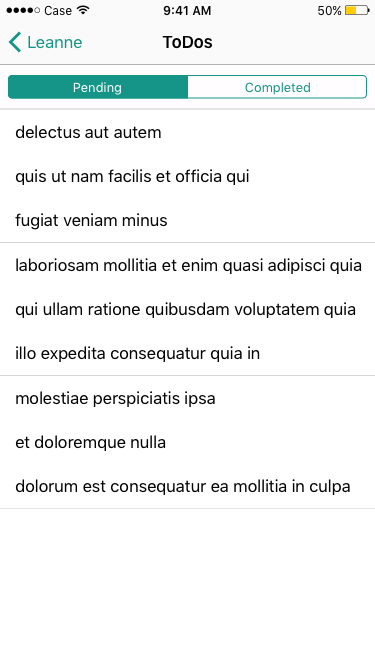 Case 9:41 AM 50%
Leanne ToDos
Pending Completed
delectus aut autem
quis ut nam facilis et officia qui
fugiat veniam minus
laboriosam mollitia et enim quasi adipisci quia
qui ullam ratione quibusdam voluptatem quia
illo expedita consequatur quia in
molestiae perspiciatis ipsa
et doloremque nulla
dolorum est consequatur ea mollitia in culpa